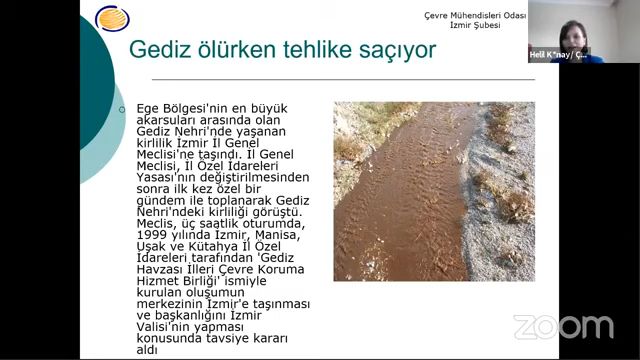 Çevre Mühendisleri Odası
İzmir Şubesi
Gediz ölürken tehlike saçıyor
Ege Bölgesi'nin en büyük
akarsuları arasında olan
Gediz Nehri'nde yaşanan
kirlilik İzmir İl Genel
Meclisi'ne taşındı. İl Genel
Meclisi, İl Özel İdareleri
Yasası'nın değiştirilmesinden
sonra ilk kez özel bir
gündem ile toplanarak Gediz
Nehri'ndeki kirliliği görüştü.
Meclis, üç saatlik oturumda,
1999 yılında İzmir, Manisa,
Uşak ve Kütahya İl Özel
İdareleri tarafından 'Gediz
Havzası İlleri Çevre Koruma
Hizmet Birliği' ismiyle
kurulan oluşumun
merkezinin İzmir'e taşınması
ve başkanlığını İzmir
Valisi'nin yapması
konusunda tavsiye kararı
aldı
zoom